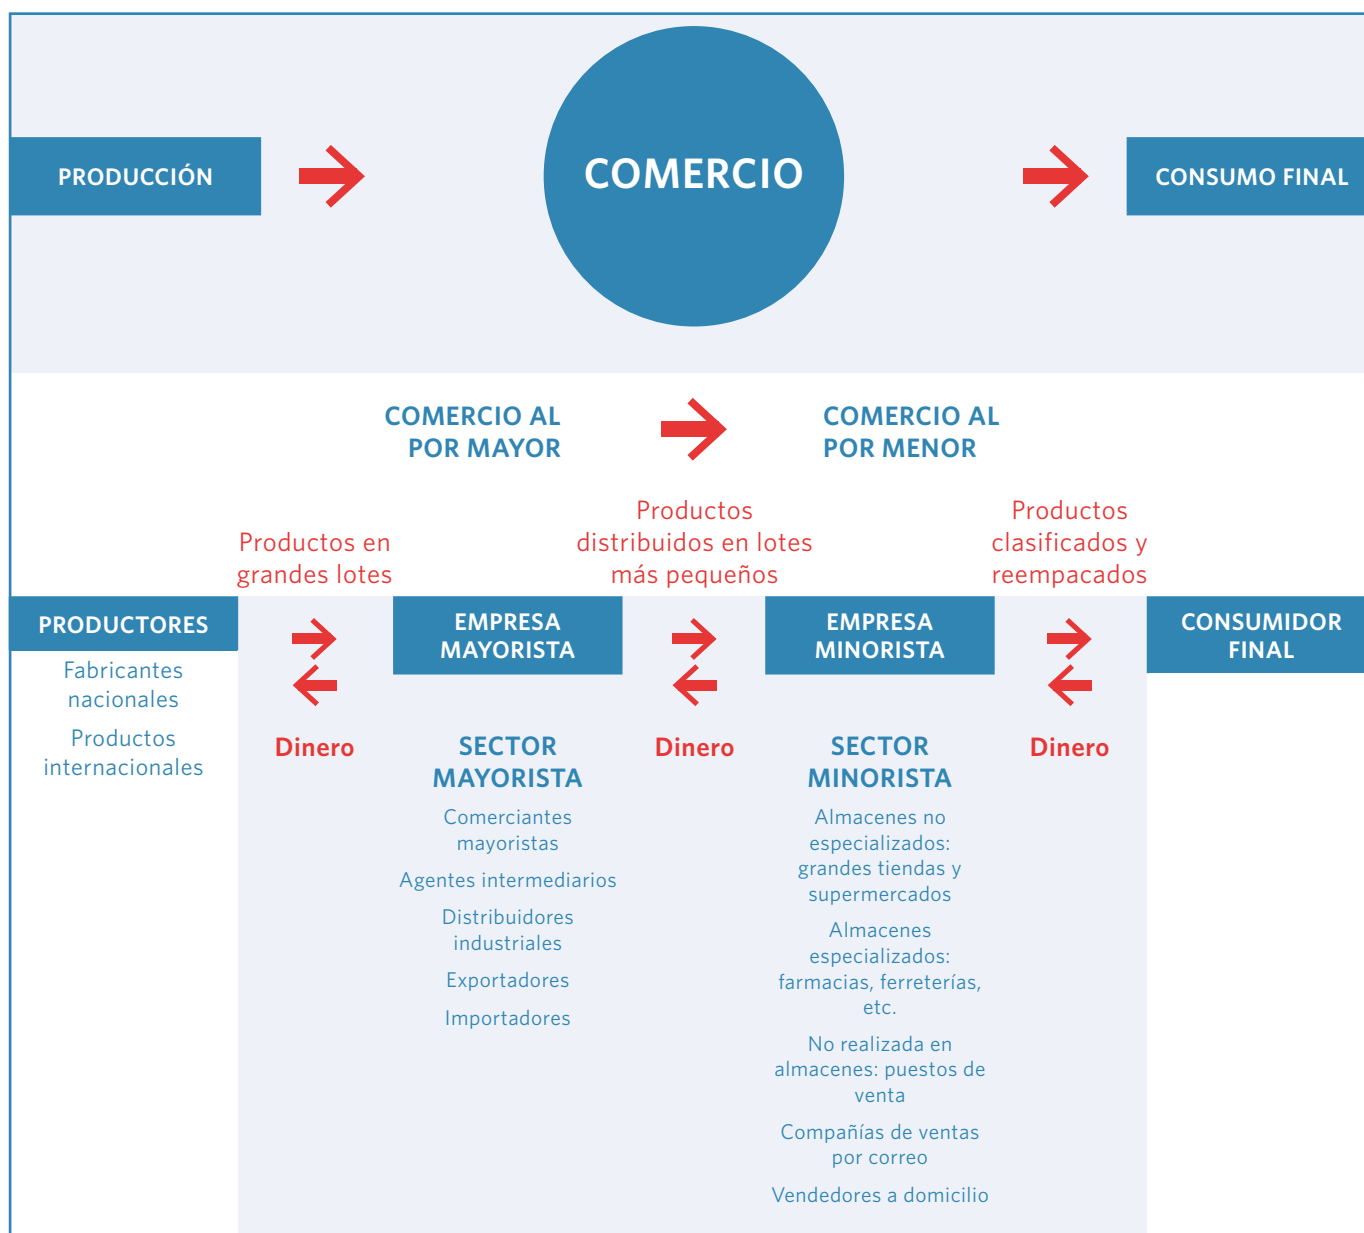 PRODUCCIÓN
COMERCIO
CONSUMO FINAL
COMERCIO AL
POR MAYOR
COMERCIO AL
POR MENOR
Productos en
grandes lotes
Productos
distribuidos en lotes
más pequeños
Productos
clasificados y
reempacados
PRODUCTORES
Fabricantes
nacionales
Productos
internacionales
Dinero
EMPRESA
MAYORISTA
SECTOR
MAYORISTA
Comerciantes
mayoristas
Agentes intermediarios
Distribuidores
industriales
Exportadores
Importadores
Dinero
EMPRESA
MINORISTA
SECTOR
MINORISTA
Almacenes no
especializados:
grandes tiendas y
supermercados
Almacenes
especializados:
farmacias, ferreterías,
etc.
No realizada en
almacenes: puestos de
venta
Compañías de ventas
por correo
Vendedores a domicilio
Dinero
CONSUMIDOR
FINAL